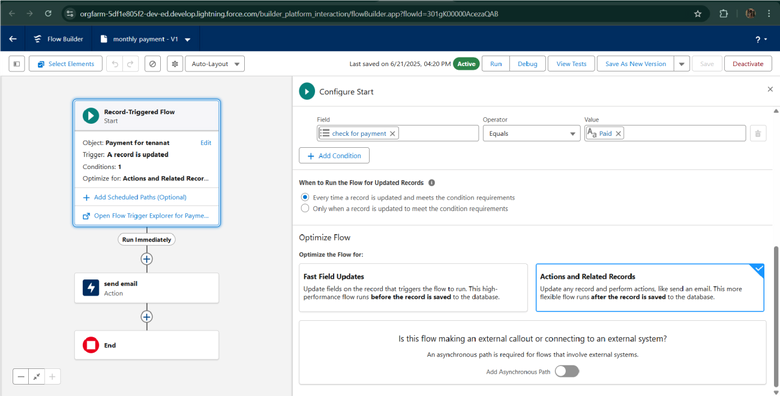 orgfarm-5df1e805f2-dev-ed.develop.lightning.force.com/builder_platform_interaction/flowBuilder.app?flowId=301gK00000AcezaQAB
Flow Builder
monthly payment - V1
?
Select Elements
Auto-Layout
Last saved on 6/21/2025, 04:20 PM
Active
Run
Debug
View Tests
Save As New Version
Save
Deactivate
Record-Triggered Flow
Start
Object: Payment for tenanat
Edit
Trigger: A record is updated
Conditions: 1
Optimize for: Actions and Related Recor...
+ Add Scheduled Paths (Optional)
Open Flow Trigger Explorer for Payme...
Run Immediately
send email
Action
End
Configure Start
Field
Operator
Value
check for payment
Equals
Aa Paid
+ Add Condition
When to Run the Flow for Updated Records
Every time a record is updated and meets the condition requirements
Only when a record is updated to meet the condition requirements
Optimize Flow
Optimize the Flow for:
Fast Field Updates
Update fields on the record that triggers the flow to run. This high-
performance flow runs before the record is saved to the database.
Actions and Related Records
Update any record and perform actions, like send an email. This more
flexible flow runs after the record is saved to the database.
Is this flow making an external callout or connecting to an external system?
An asynchronous path is required for flows that involve external systems.
Add Asynchronous Path